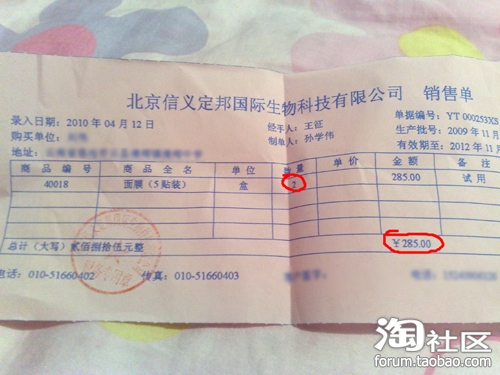 北京信义定邦国际生物科技有限公司 销售单
录入日期：2010 年 04 月 12 日 经手人：王征 单据编号：YT 000253XS
购买单位： 制单人：孙学伟 生产批号：2009 年 11月
地址： 有效期至：2012 年 11月
商 品 编 号 商 品 全 名 单 位 数 量 单 价 金 额 备 注
40018 面膜（5 贴装） 盒 285.00 试 用
总计（大写）贰佰捌拾伍元整 ￥285.00
电话：010-51660402 传真：010-51660403
淘社区
forum.taobao.com